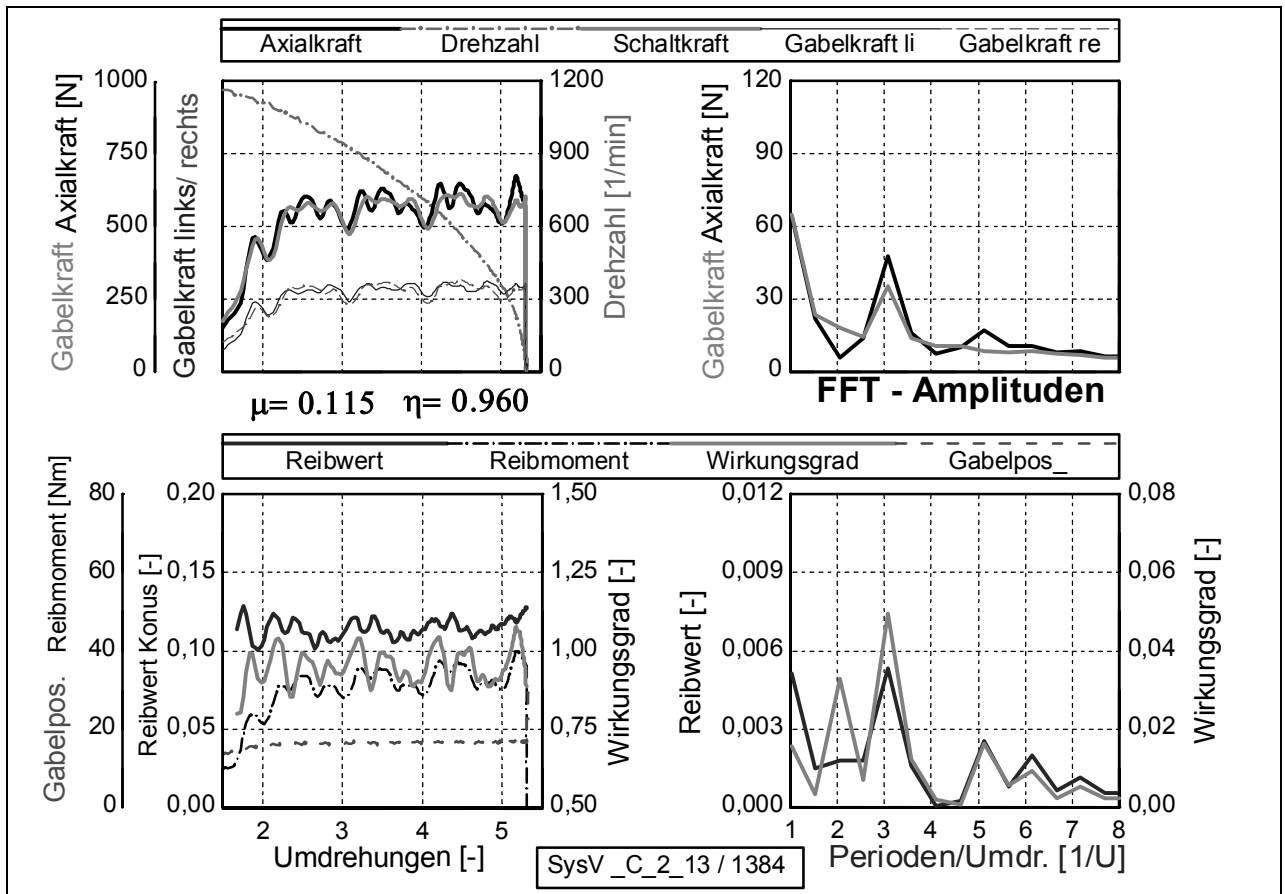 Axialkraft Drehzahl Schaltkraft Gabelkraft li Gabelkraft re
Gabelkraft Axialkraft [N]
1000
750
500
250
0
Gabelkraft links/ rechts
1200
900
600
300
0
Drehzahl [1/min]
μ= 0.115 η= 0.960
Gabelkraft Axialkraft [N]
120
90
60
30
0
FFT - Amplituden
Reibwert Reibmoment Wirkungsgrad Gabelpos_
Gabelpos. Reibmoment [Nm]
80
60
40
20
0
Reibwert Konus [-]
0,20
0,15
0,10
0,05
0,00
1,50
1,25
1,00
0,75
0,50
Wirkungsgrad [-]
2 3 4 5
Umdrehungen [-]
Reibwert [-]
0,012
0,009
0,006
0,003
0,000
0,08
0,06
0,04
0,02
0,00
Wirkungsgrad [-]
1 2 3 4 5 6 7 8
Perioden/Umdr. [1/U]
SysV _C_2_13 / 1384